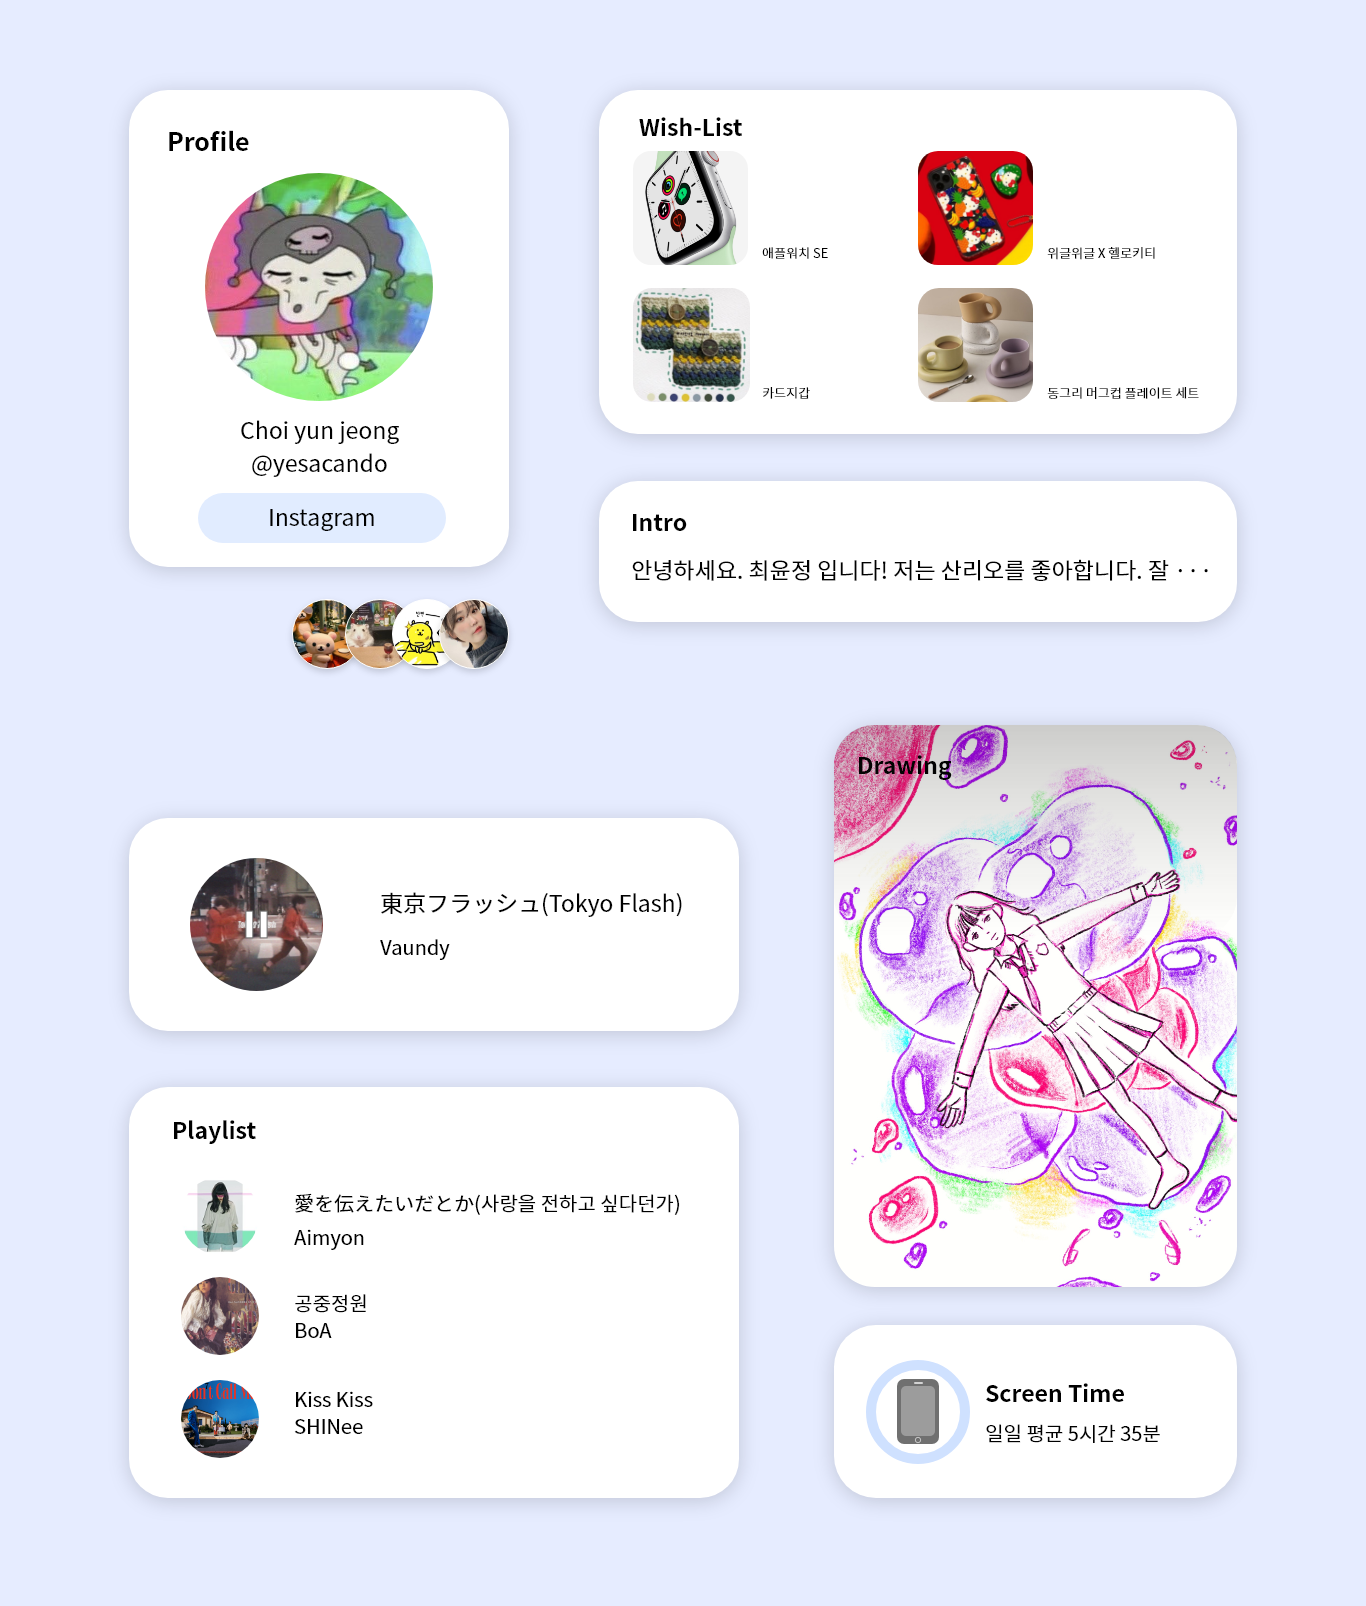 Profile
Choi yun jeong
@yesacando
Instagram
Wish-List
애플워치 SE
위글위글 X 헬로키티
카드지갑
동그리 머그컵 플레이트 세트
Intro
안녕하세요. 최윤정 입니다! 저는 산리오를 좋아합니다. 잘 ···
Drawing
東京フラッシュ(Tokyo Flash)
Vaundy
Playlist
愛を伝えたいだとか(사랑을 전하고 싶다던가)
Aimyon
공중정원
BoA
Kiss Kiss
SHINee
Screen Time
일일 평균 5시간 35분